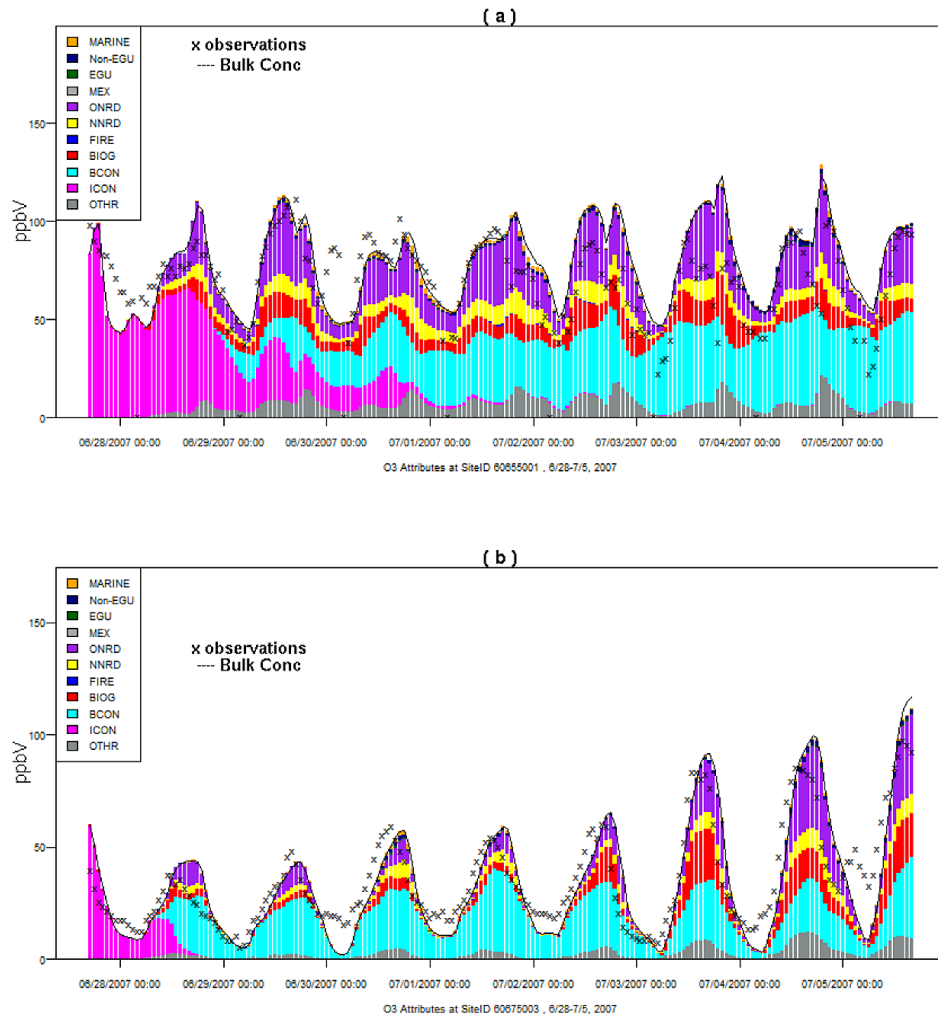 ( a )
MARINE
Non-EGU
EGU
MEX
ONRD
NNRD
FIRE
BIOG
BCON
ICON
OTHR
x observations
---- Bulk Conc
ppbV
150
100
50
0
06/28/2007 00:00 06/29/2007 00:00 06/30/2007 00:00 07/01/2007 00:00 07/02/2007 00:00 07/03/2007 00:00 07/04/2007 00:00 07/05/2007 00:00
O3 Attributes at SiteID 60655001 , 6/28-7/5, 2007
( b )
MARINE
Non-EGU
EGU
MEX
ONRD
NNRD
FIRE
BIOG
BCON
ICON
OTHR
x observations
---- Bulk Conc
ppbV
150
100
50
0
06/28/2007 00:00 06/29/2007 00:00 06/30/2007 00:00 07/01/2007 00:00 07/02/2007 00:00 07/03/2007 00:00 07/04/2007 00:00 07/05/2007 00:00
O3 Attributes at SiteID 60675003 , 6/28-7/5, 2007